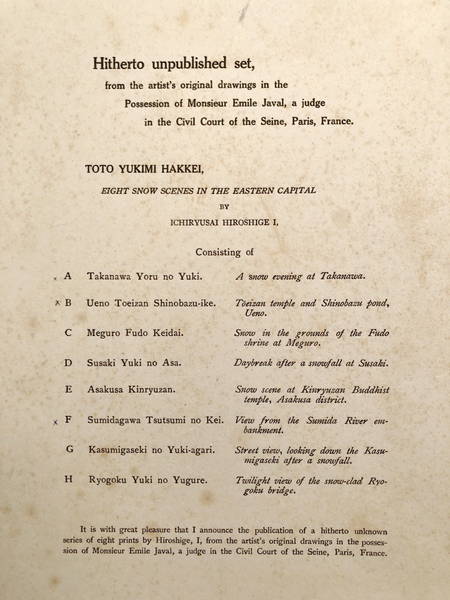 Hitherto unpublished set,
from the artist's original drawings in the
Possession of Monsieur Emile Javal, a judge
in the Civil Court of the Seine, Paris, France.
TOTO YUKIMI HAKKEI,
EIGHT SNOW SCENES IN THE EASTERN CAPITAL
BY
ICHIRYUSAI HIROSHIGE I,
Consisting of
x A Takanawa Yoru no Yuki. A snow evening at Takanawa.
x B Ueno Toeizan Shinobazu-ike. Toeizan temple and Shinobazu pond,
Ueno.
C Meguro Fudo Keidai. Snow in the grounds of the Fudo
shrine at Meguro.
D Susaki Yuki no Asa. Daybreak after a snowfall at Susaki.
E Asakusa Kinryuzan. Snow scene at Kinryuzan Buddhist
temple, Asakusa district.
x F Sumidagawa Tsutsumi no Kei. View from the Sumida River em-
bankment.
G Kasumigaseki no Yuki-agari. Street view, looking down the Kasu-
migaseki after a snowfall.
H Ryogoku Yuki no Yugure. Twilight view of the snow-clad Ryo-
goku bridge.
It is with great pleasure that I announce the publication of a hitherto unknown
series of eight prints by Hiroshige, I, from the artist's original drawings in the posses-
sion of Monsieur Emile Javal, a judge in the Civil Court of the Seine, Paris, France.